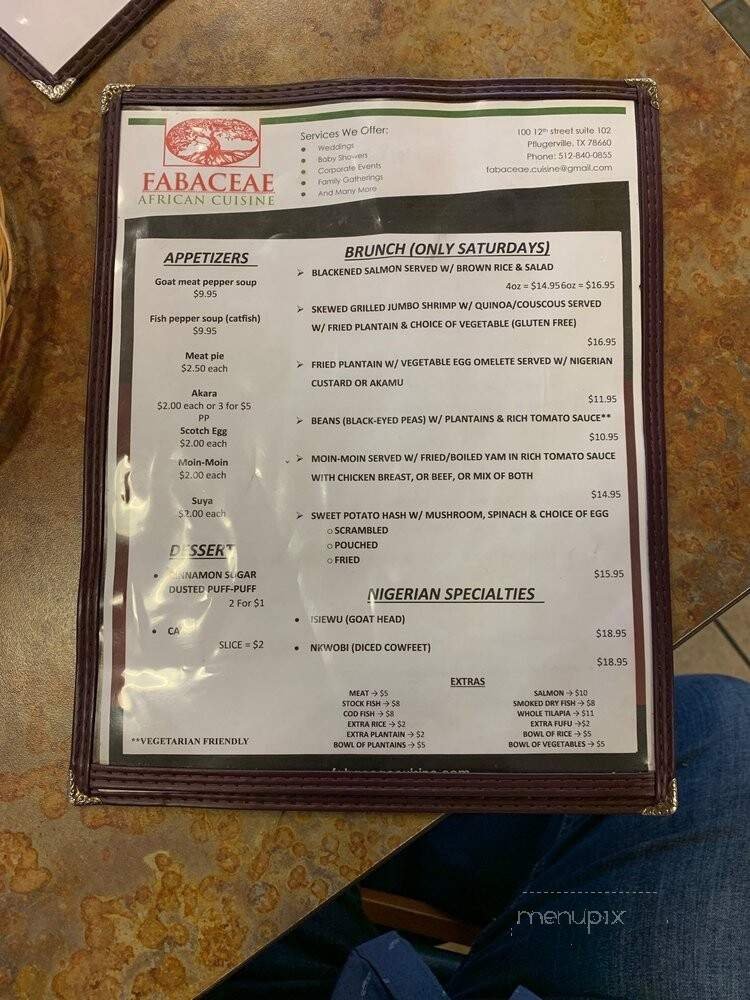 FABACEAE
AFRICAN CUISINE
Services We Offer:
• Weddings
• Baby Showers
• Corporate Events
• Family Gatherings
• And Many More
100 12th street suite 102
Pflugerville, TX 78660
Phone: 512-840-0855
fabaceae.cuisine@gmail.com
APPETIZERS
Goat meat pepper soup
$9.95
Fish pepper soup (catfish)
$9.95
Meat pie
$2.50 each
Akara
$2.00 each or 3 for $5
PP
Scotch Egg
$2.00 each
Moin-Moin
$2.00 each
Suya
$2.00 each
DESSERT
• CINNAMON SUGAR
DUSTED PUFF-PUFF
2 For $1
•
SLICE = $2
**VEGETARIAN FRIENDLY
BRUNCH (ONLY SATURDAYS)
➢ BLACKENED SALMON SERVED W/ BROWN RICE & SALAD
4oz = $14.956oz = $16.95
➢ SKEWED GRILLED JUMBO SHRIMP W/ QUINOA/COUSCOUS SERVED
W/ FRIED PLANTAIN & CHOICE OF VEGETABLE (GLUTEN FREE)
$16.95
➢ FRIED PLANTAIN W/ VEGETABLE EGG OMELETE SERVED W/ NIGERIAN
CUSTARD OR AKAMU
$11.95
➢ BEANS (BLACK-EYED PEAS) W/ PLANTAINS & RICH TOMATO SAUCE**
$10.95
➢ MOIN-MOIN SERVED W/ FRIED/BOILED YAM IN RICH TOMATO SAUCE
WITH CHICKEN BREAST, OR BEEF, OR MIX OF BOTH
$14.95
➢ SWEET POTATO HASH W/ MUSHROOM, SPINACH & CHOICE OF EGG
o SCRAMBLED
o POUCHED
o FRIED
$15.95
NIGERIAN SPECIALTIES
• ISIEWU (GOAT HEAD)
$18.95
• NKWOBI (DICED COWFEET)
$18.95
EXTRAS
MEAT → $5
STOCK FISH → $8
COD FISH → $8
EXTRA RICE → $2
EXTRA PLANTAIN → $2
BOWL OF PLANTAINS → $5
SALMON → $10
SMOKED DRY FISH → $8
WHOLE TILAPIA → $11
EXTRA FUFU → $2
BOWL OF RICE → $5
BOWL OF VEGETABLES → $5
menupix